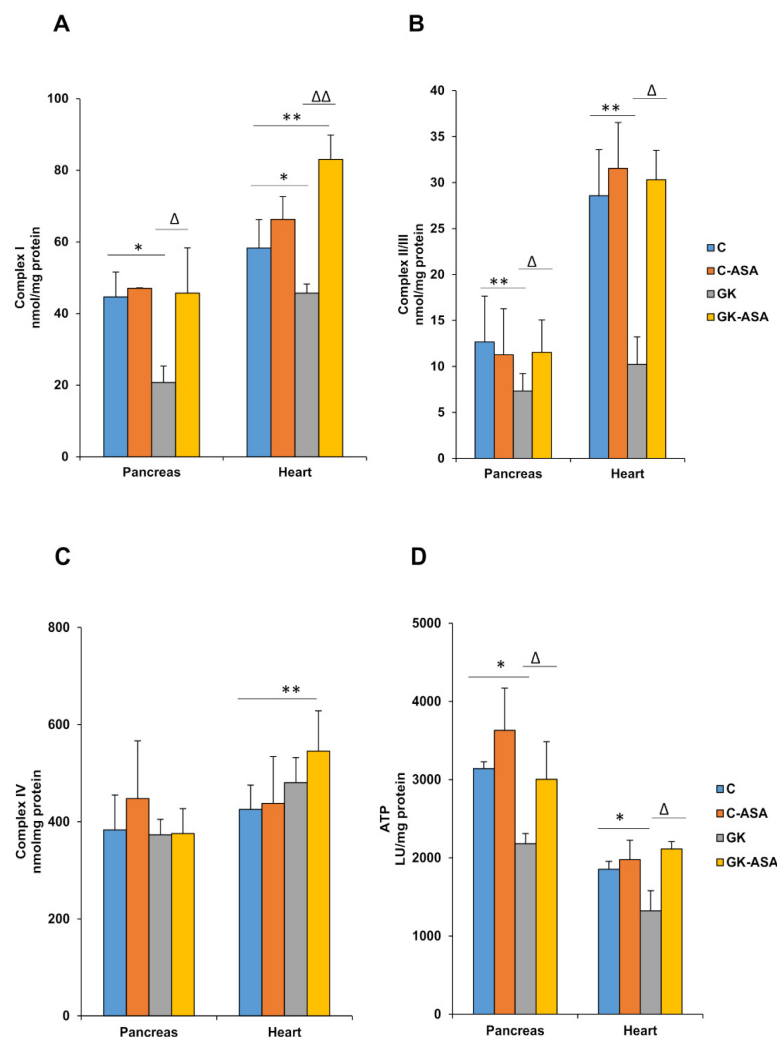 A
B
Complex I
nmol/mg protein
100
80
60
40
20
0
*
Δ
**
*
ΔΔ
Pancreas
Heart
Complex II/III
nmol/mg protein
40
35
30
25
20
15
10
5
0
**
Δ
**
Δ
Pancreas
Heart
C
C-ASA
GK
GK-ASA
C
D
Complex IV
nmolmg protein
800
600
400
200
0
**
Pancreas
Heart
ATP
LU/mg protein
5000
4000
3000
2000
1000
0
*
Δ
*
Δ
Pancreas
Heart
C
C-ASA
GK
GK-ASA